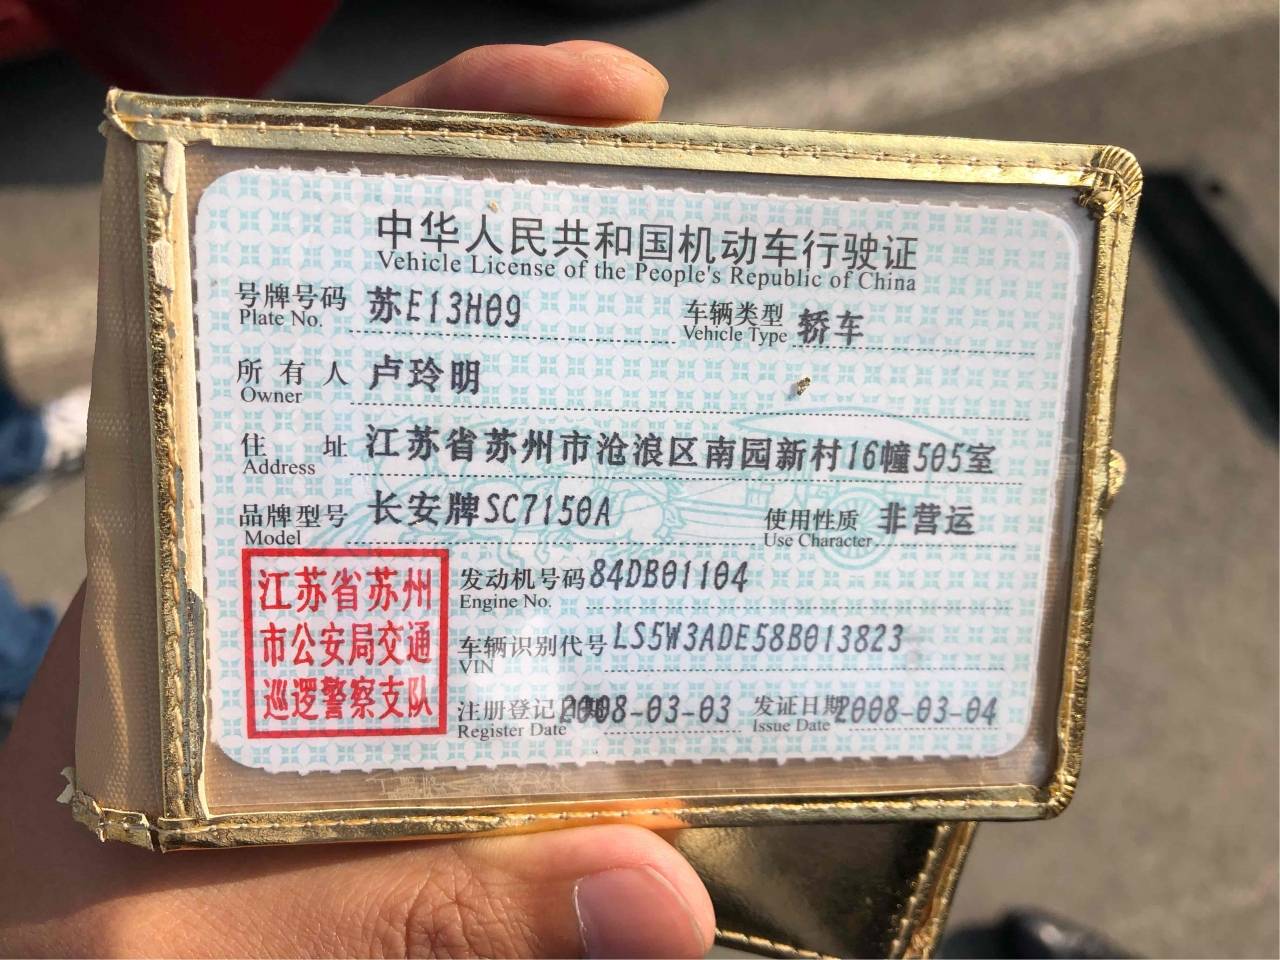 中华人民共和国机动车行驶证
Vehicle License of the People's Republic of China
号牌号码 苏E13H09 车辆类型 轿车
Plate No. Vehicle Type
所有人 卢玲明
Owner
住址 江苏省苏州市沧浪区南园新村16幢505室
Address
品牌型号 长安牌SC7150A 使用性质 非营运
Model Use Character
江苏省苏州
市公安局交通
巡逻警察支队
发动机号码 84DB01104
Engine No.
车辆识别代号 LS5W3ADE58B013823
VIN
注册登记日期 2008-03-03 发证日期 2008-03-04
Register Date Issue Date